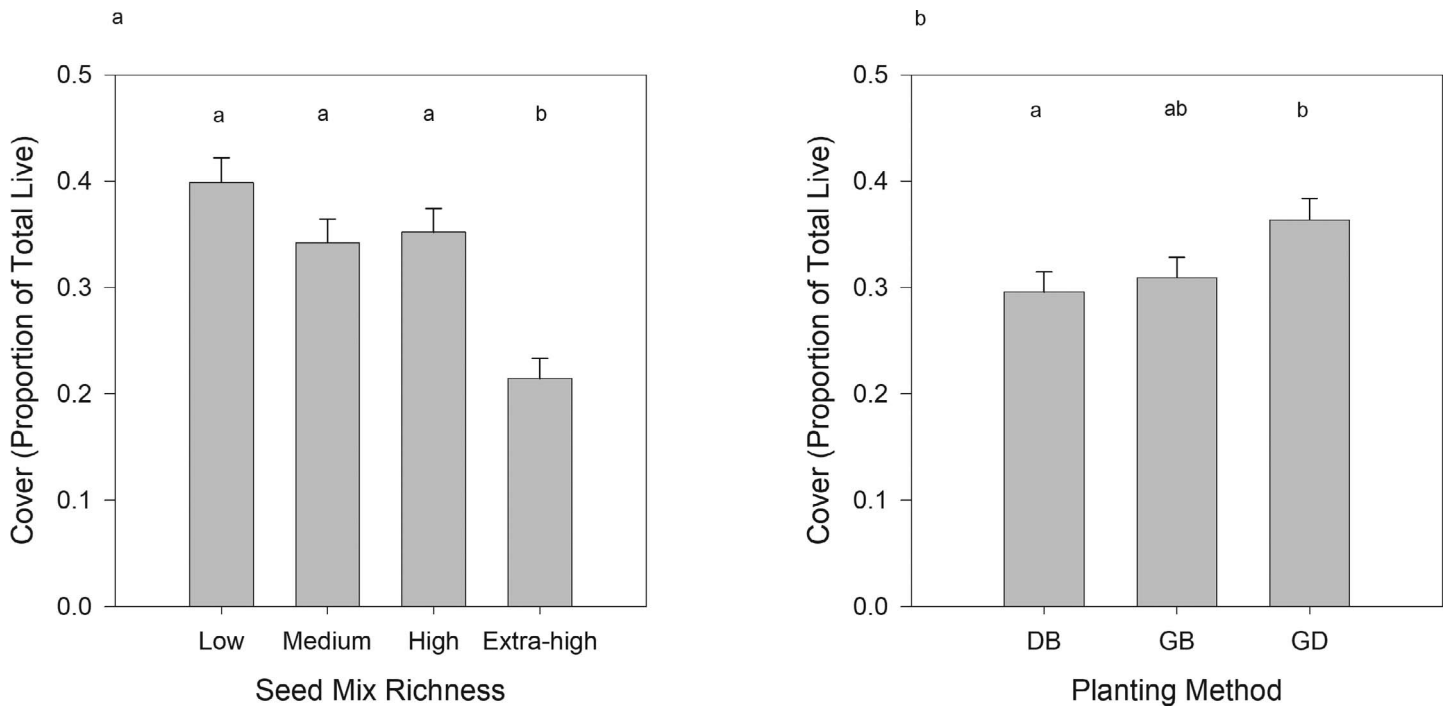 a
Cover (Proportion of Total Live)
0.5
0.4
0.3
0.2
0.1
0.0
a a a b
Low Medium High Extra-high
Seed Mix Richness
b
Cover (Proportion of Total Live)
0.5
0.4
0.3
0.2
0.1
0.0
a ab b
DB GB GD
Planting Method